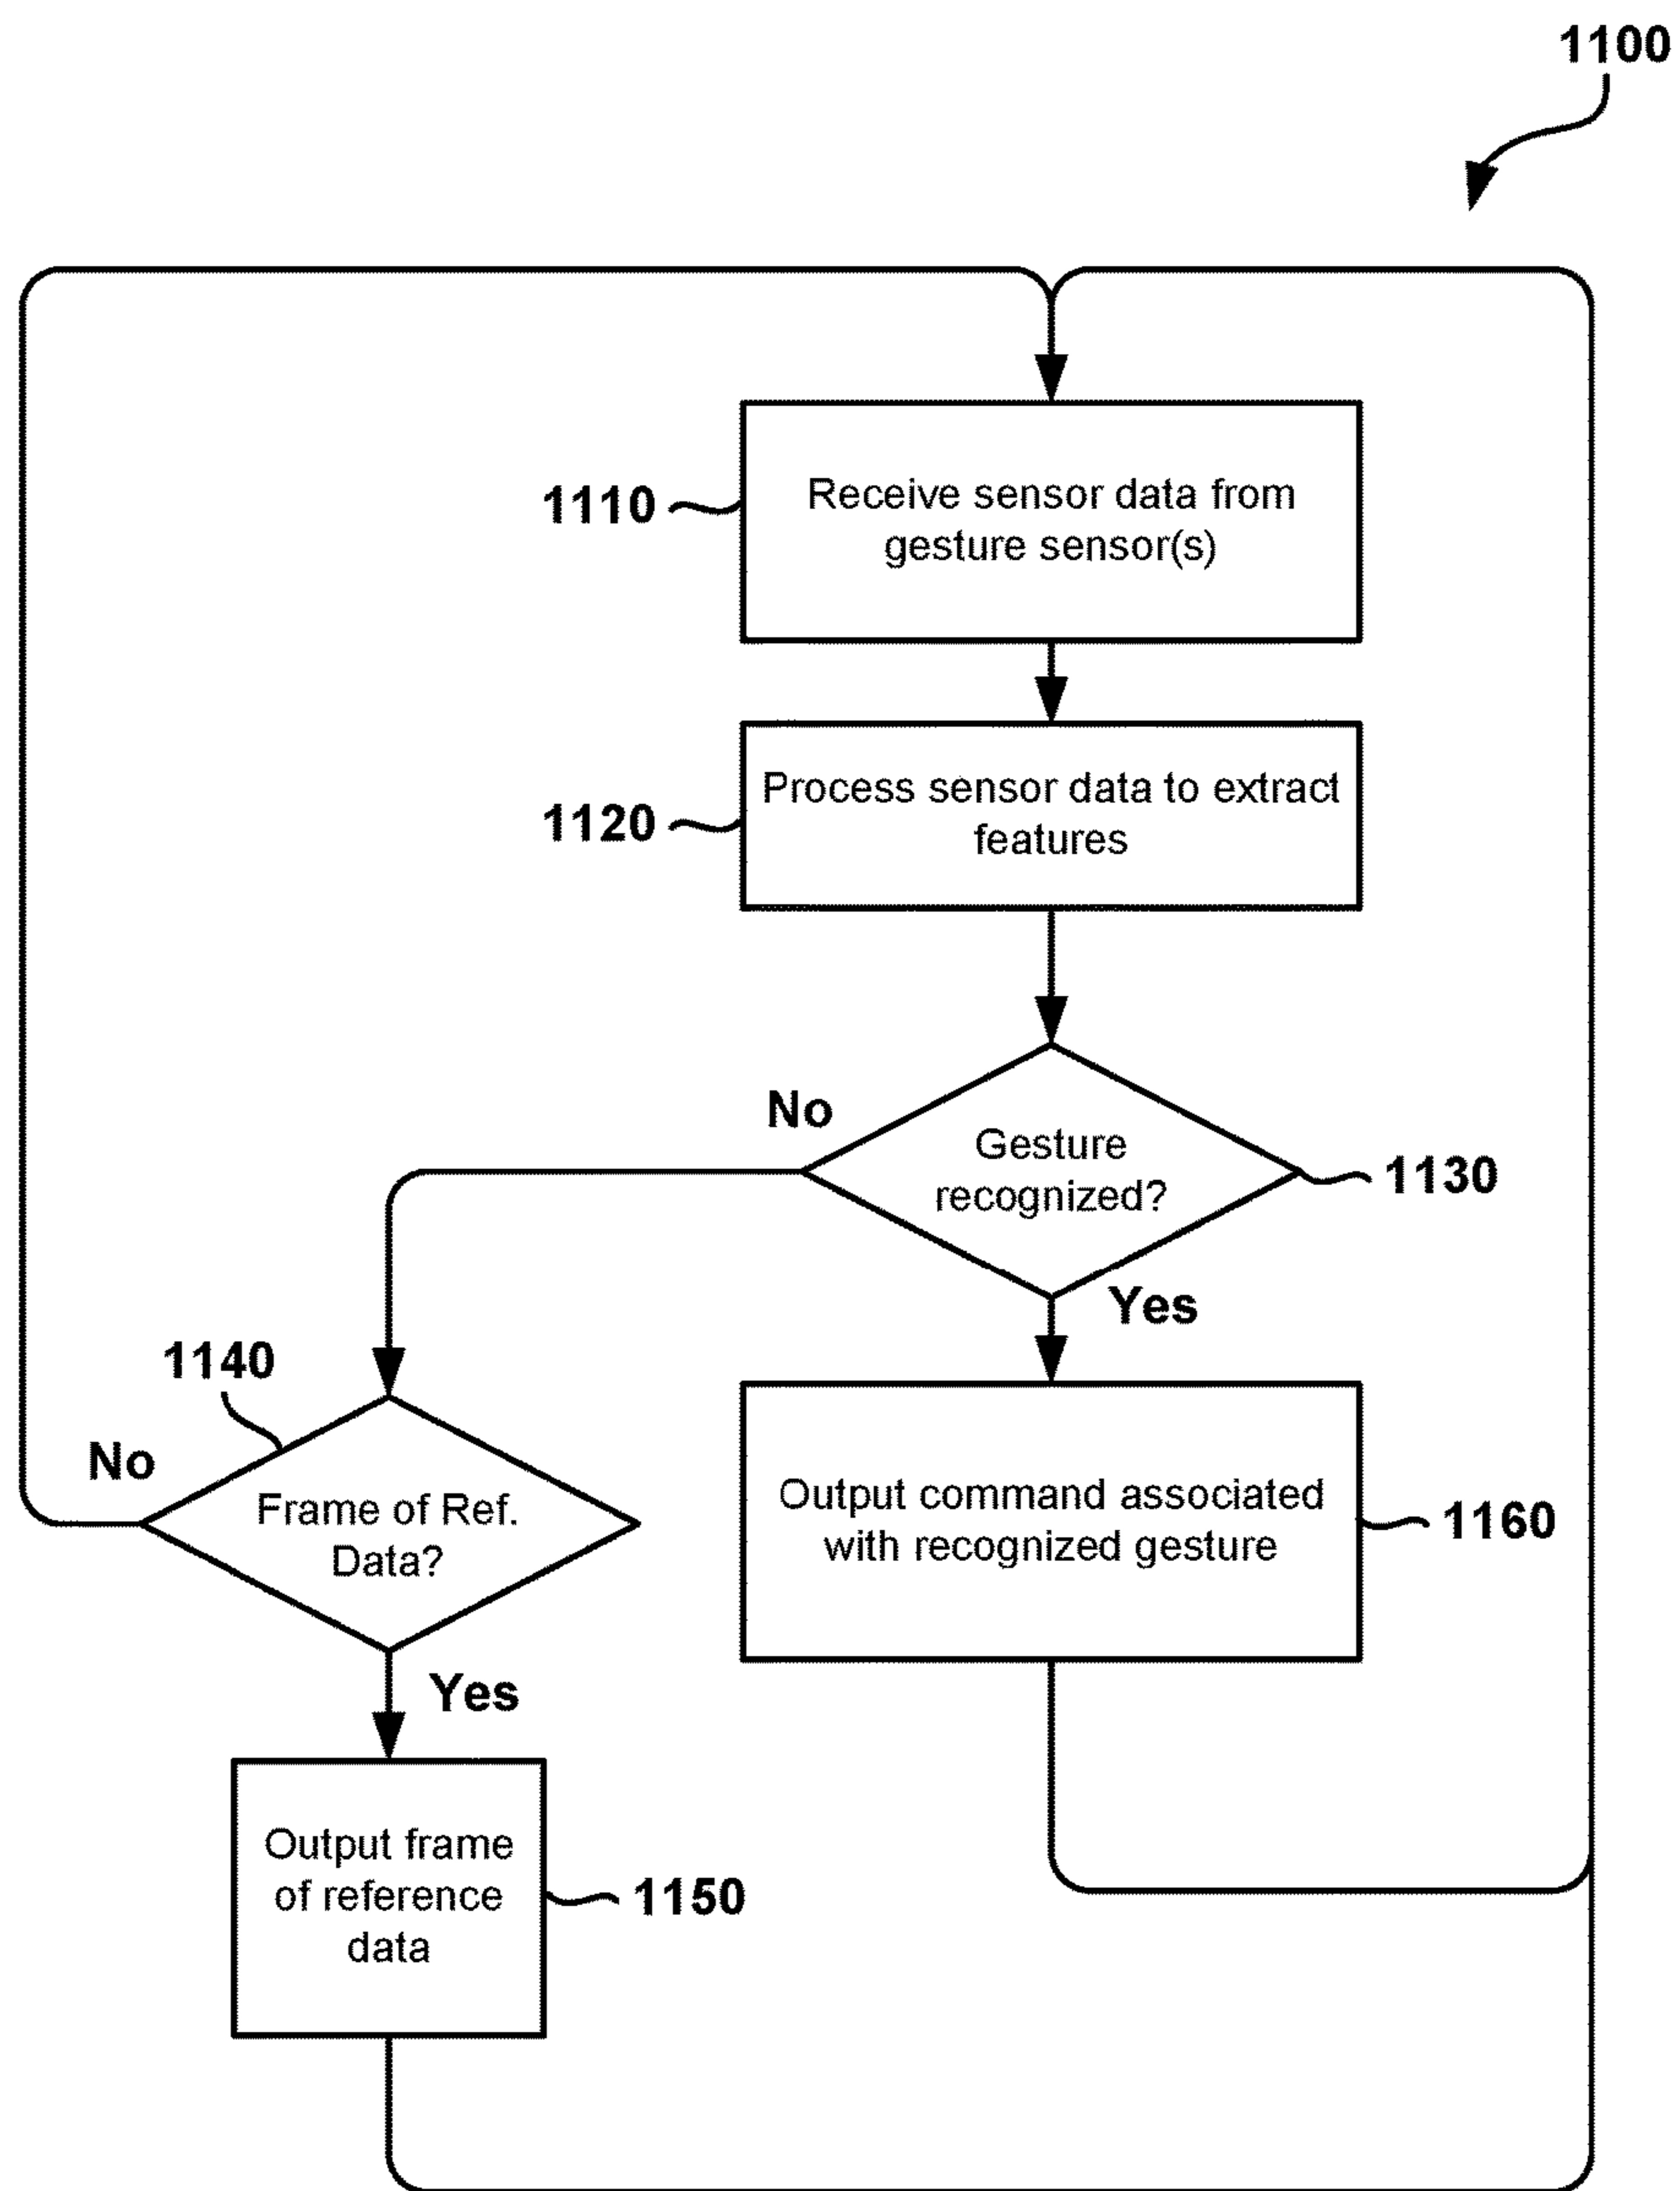 1100
1110
Receive sensor data from
gesture sensor(s)
1120
Process sensor data to extract
features
No
Gesture
recognized?
1130
Yes
1140
No
Frame of Ref.
Data?
Output command associated
with recognized gesture
1160
Yes
Output frame
of reference
data
1150